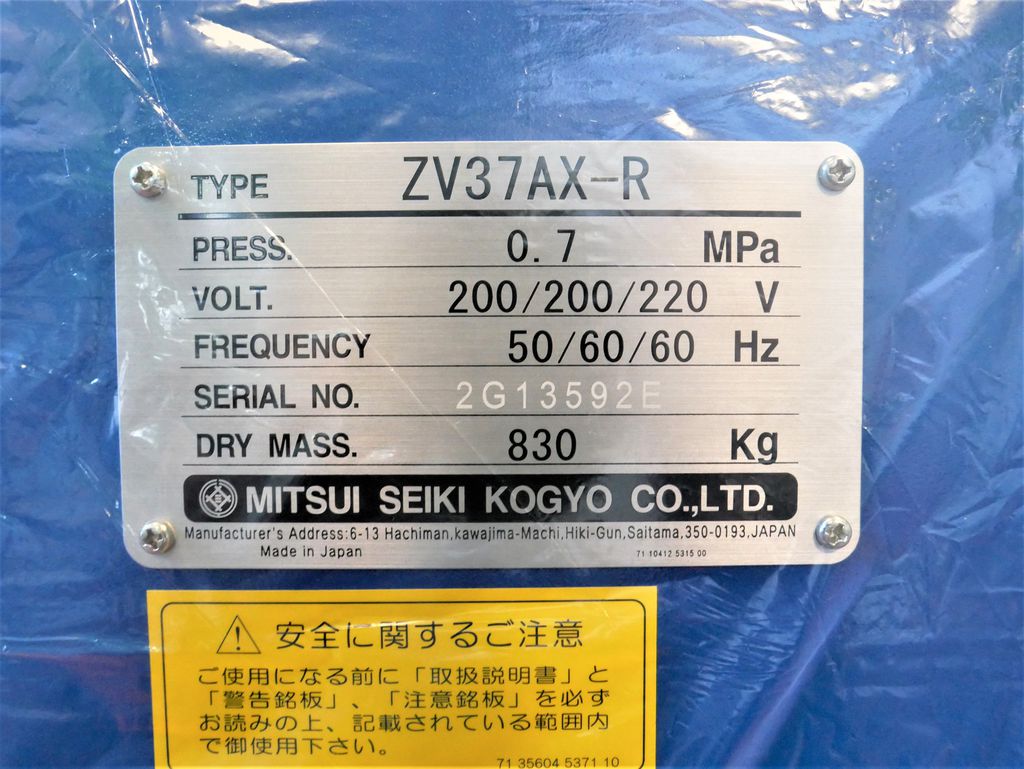 TYPE ZV37AX-R
PRESS. 0.7 MPa
VOLT. 200/200/220 V
FREQUENCY 50/60/60 Hz
SERIAL NO. 2G13592E
DRY MASS. 830 Kg
MITSUI SEIKI KOGYO CO.,LTD.
Manufacturer's Address:6-13 Hachiman,kawajima-Machi,Hiki-Gun,Saitama,350-0193,JAPAN
Made in Japan 71 10412 5315 00
安全に関するご注意
ご使用になる前に「取扱説明書」と
「警告銘板」、「注意銘板」を必ず
お読みの上、記載されている範囲内
で御使用下さい。
71 35604 5371 10